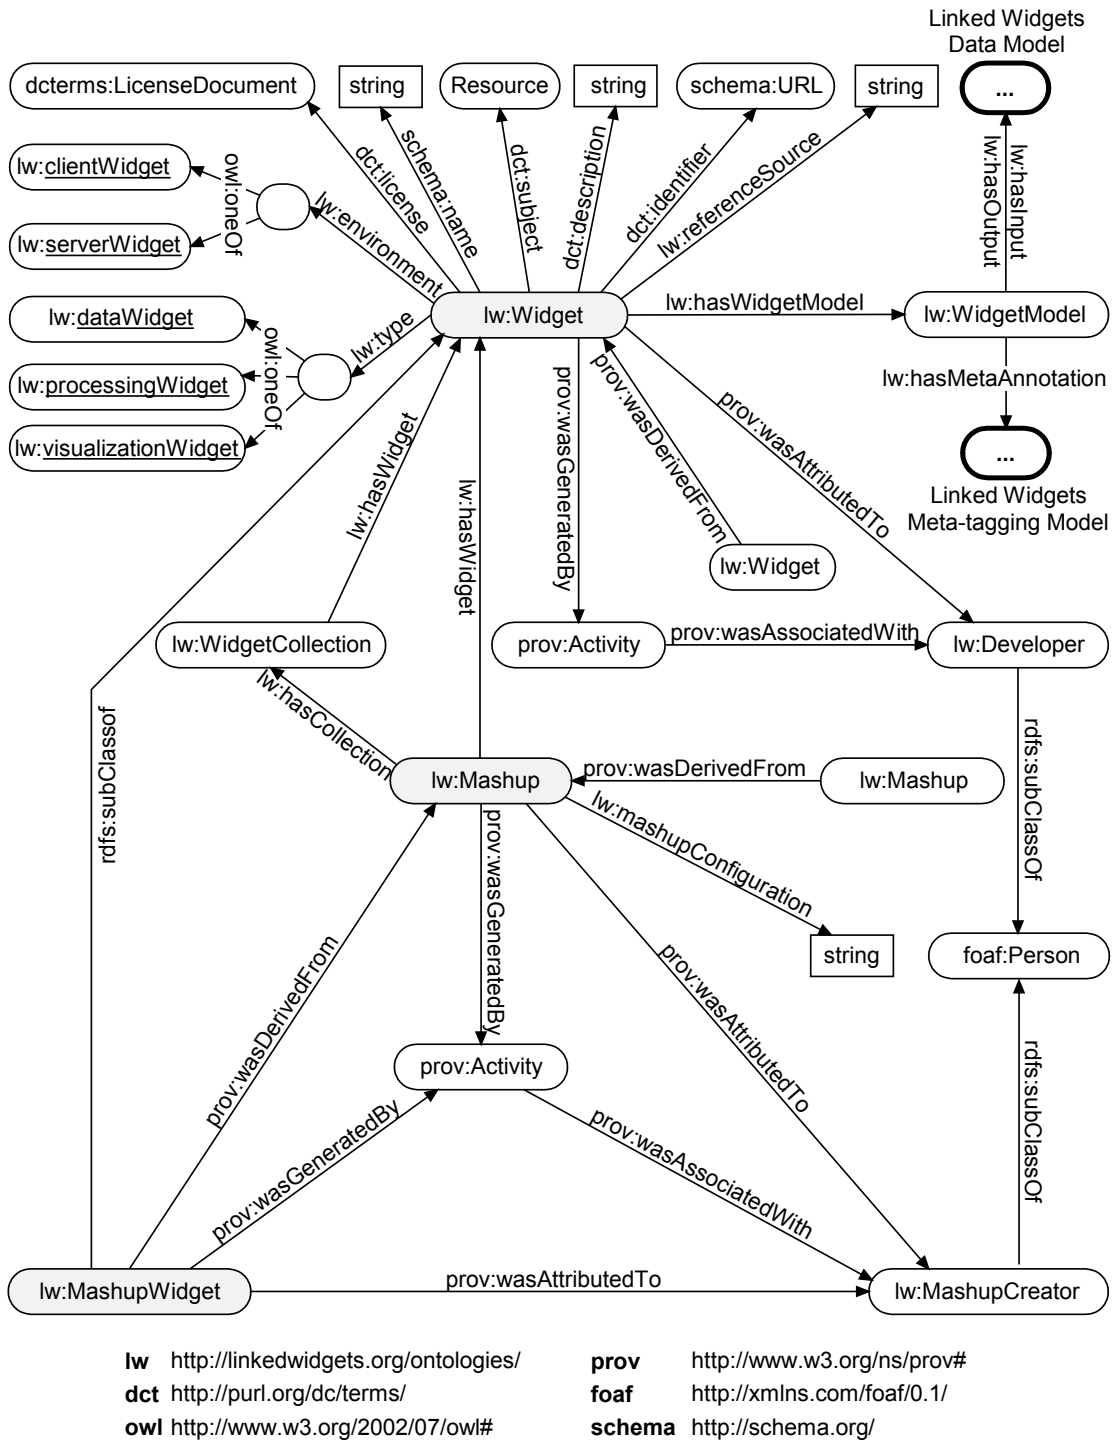 Linked Widgets
Data Model
dcterms:LicenseDocument
string
Resource
string
schema:URL
string
...
lw:clientWidget
owl:oneOf
lw:serverWidget
lw:environment
dct:license
schema:name
dct:subject
dct:description
dct:identifier
lw:referenceSource
lw:hasOutput
lw:hasInput
lw:dataWidget
owl:oneOf
lw:type
lw:Widget
lw:hasWidgetModel
lw:WidgetModel
lw:processingWidget
lw:hasMetaAnnotation
lw:visualizationWidget
...
Linked Widgets
Meta-tagging Model
lw:hasWidget
lw:hasWidget
prov:wasGeneratedBy
prov:wasDerivedFrom
prov:wasAttributedTo
lw:Widget
lw:WidgetCollection
prov:Activity
prov:wasAssociatedWith
lw:Developer
rdfs:subClassof
lw:hasCollection
lw:Mashup
prov:wasDerivedFrom
lw:Mashup
rdfs:subClassOf
lw:mashupConfiguration
prov:wasGeneratedBy
string
foaf:Person
prov:wasDerivedFrom
prov:wasAttributedTo
prov:Activity
prov:wasGeneratedBy
prov:wasAssociatedWith
rdfs:subClassOf
lw:MashupWidget
prov:wasAttributedTo
lw:MashupCreator
lw http://linkedwidgets.org/ontologies/
prov http://www.w3.org/ns/prov#
dct http://purl.org/dc/terms/
foaf http://xmlns.com/foaf/0.1/
owl http://www.w3.org/2002/07/owl#
schema http://schema.org/